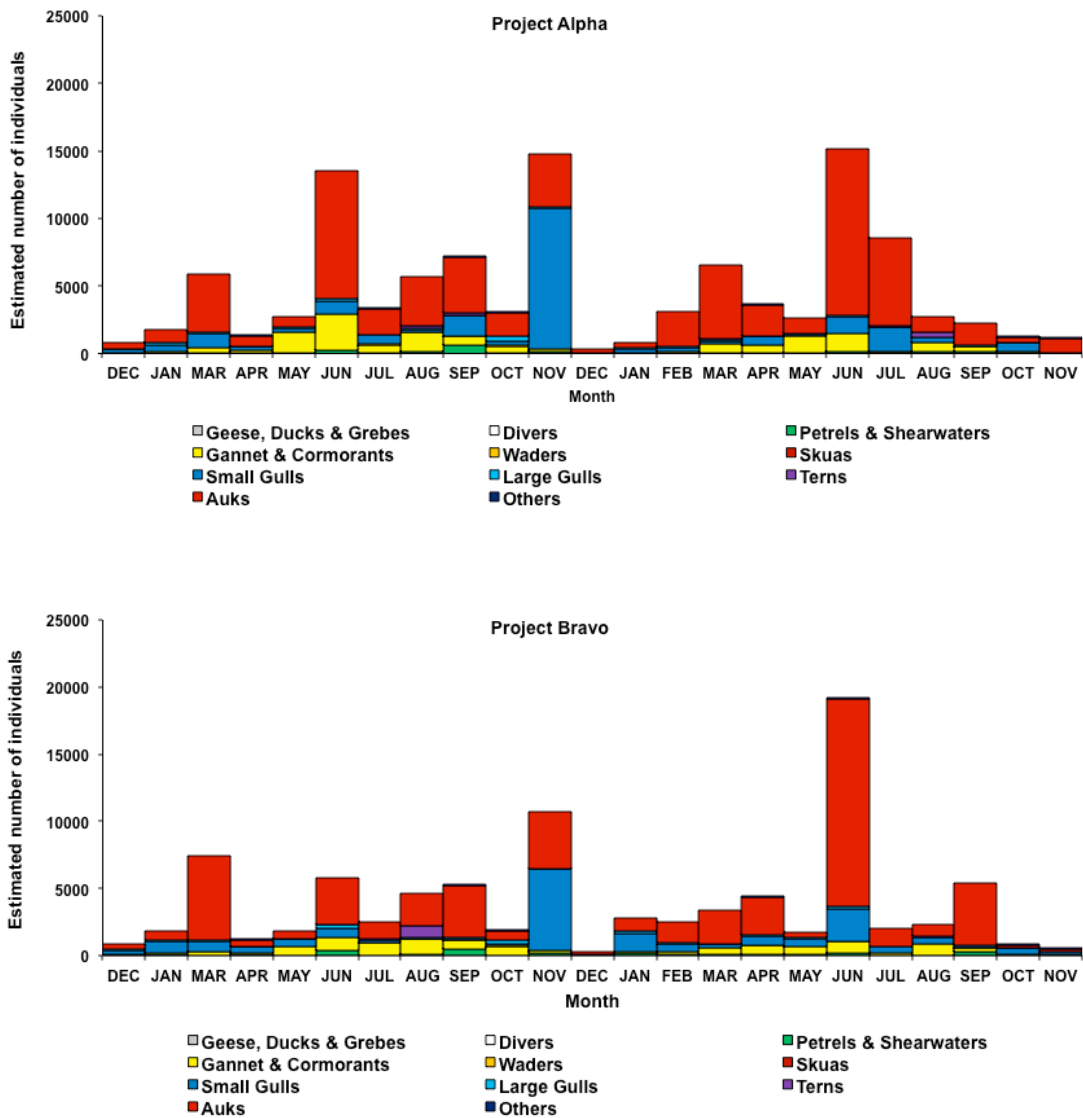 Project Alpha
25000
20000
15000
10000
5000
0
Estimated number of individuals
DEC JAN MAR APR MAY JUN JUL AUG SEP OCT NOV DEC JAN FEB MAR APR MAY JUN JUL AUG SEP OCT NOV
Month
Geese, Ducks & Grebes Divers Petrels & Shearwaters
Gannet & Cormorants Waders Skuas
Small Gulls Large Gulls Terns
Auks Others
Project Bravo
25000
20000
15000
10000
5000
0
Estimated number of individuals
DEC JAN MAR APR MAY JUN JUL AUG SEP OCT NOV DEC JAN FEB MAR APR MAY JUN JUL AUG SEP OCT NOV
Month
Geese, Ducks & Grebes Divers Petrels & Shearwaters
Gannet & Cormorants Waders Skuas
Small Gulls Large Gulls Terns
Auks Others